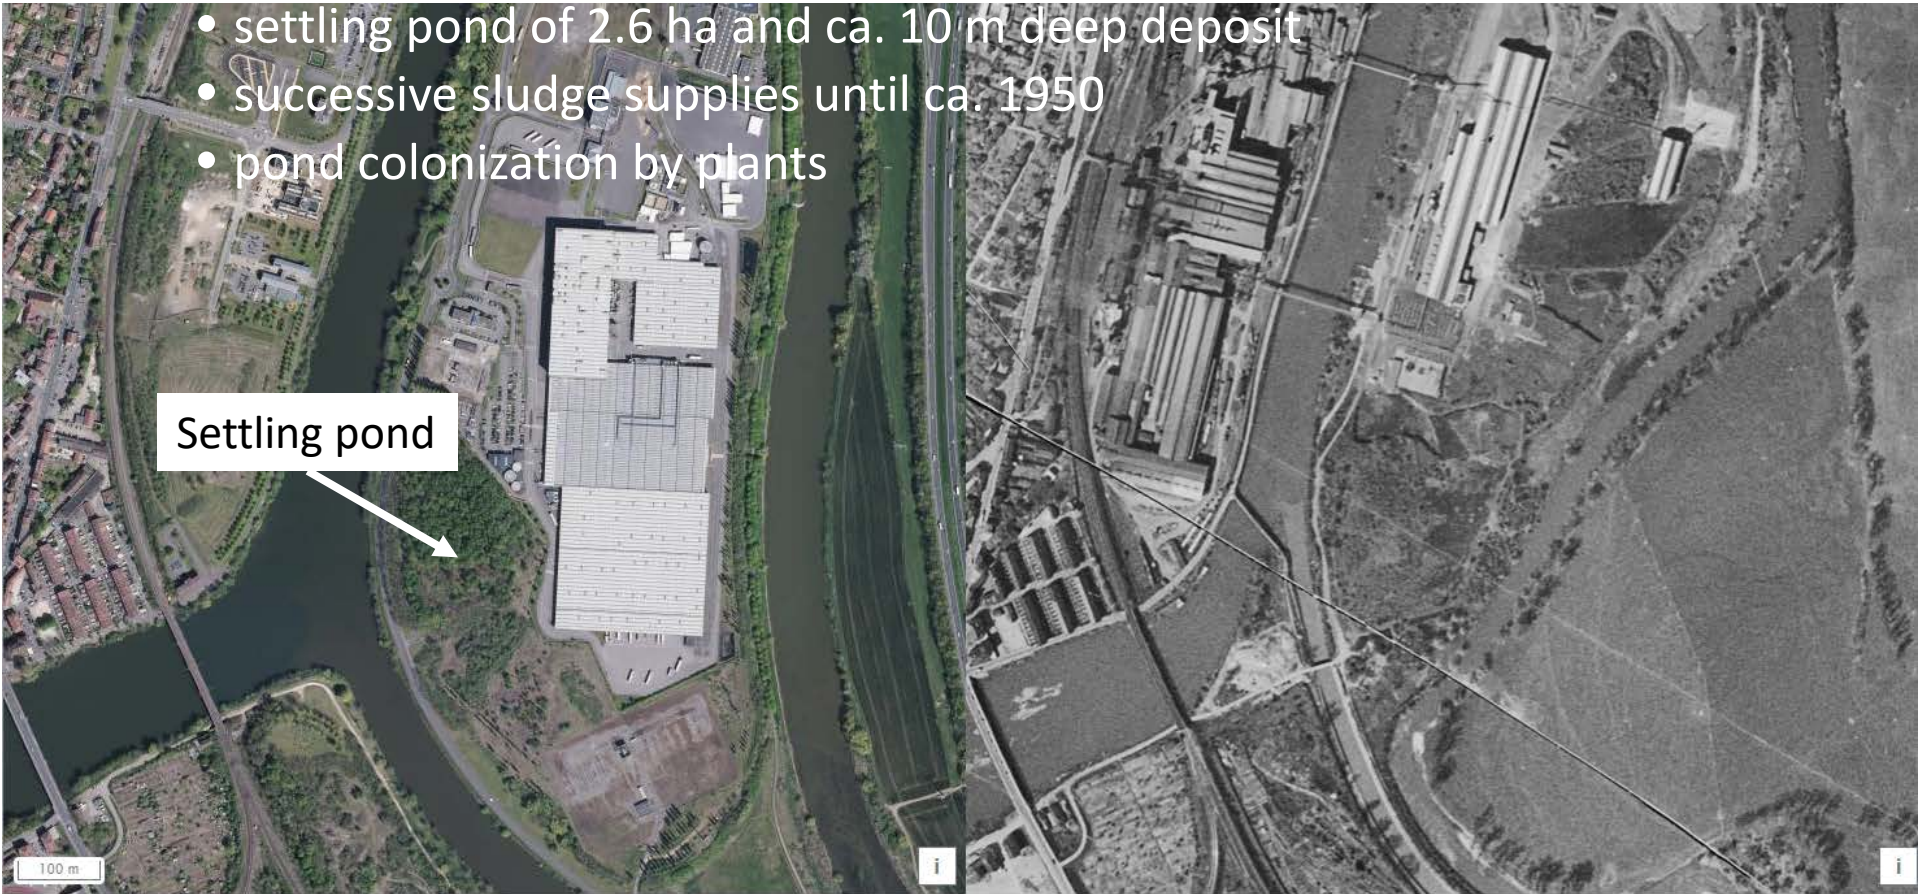 • settling pond of 2.6 ha and ca. 10 m deep deposit
• successive sludge supplies until ca. 1950
• pond colonization by plants
Settling pond
100 m
i
i